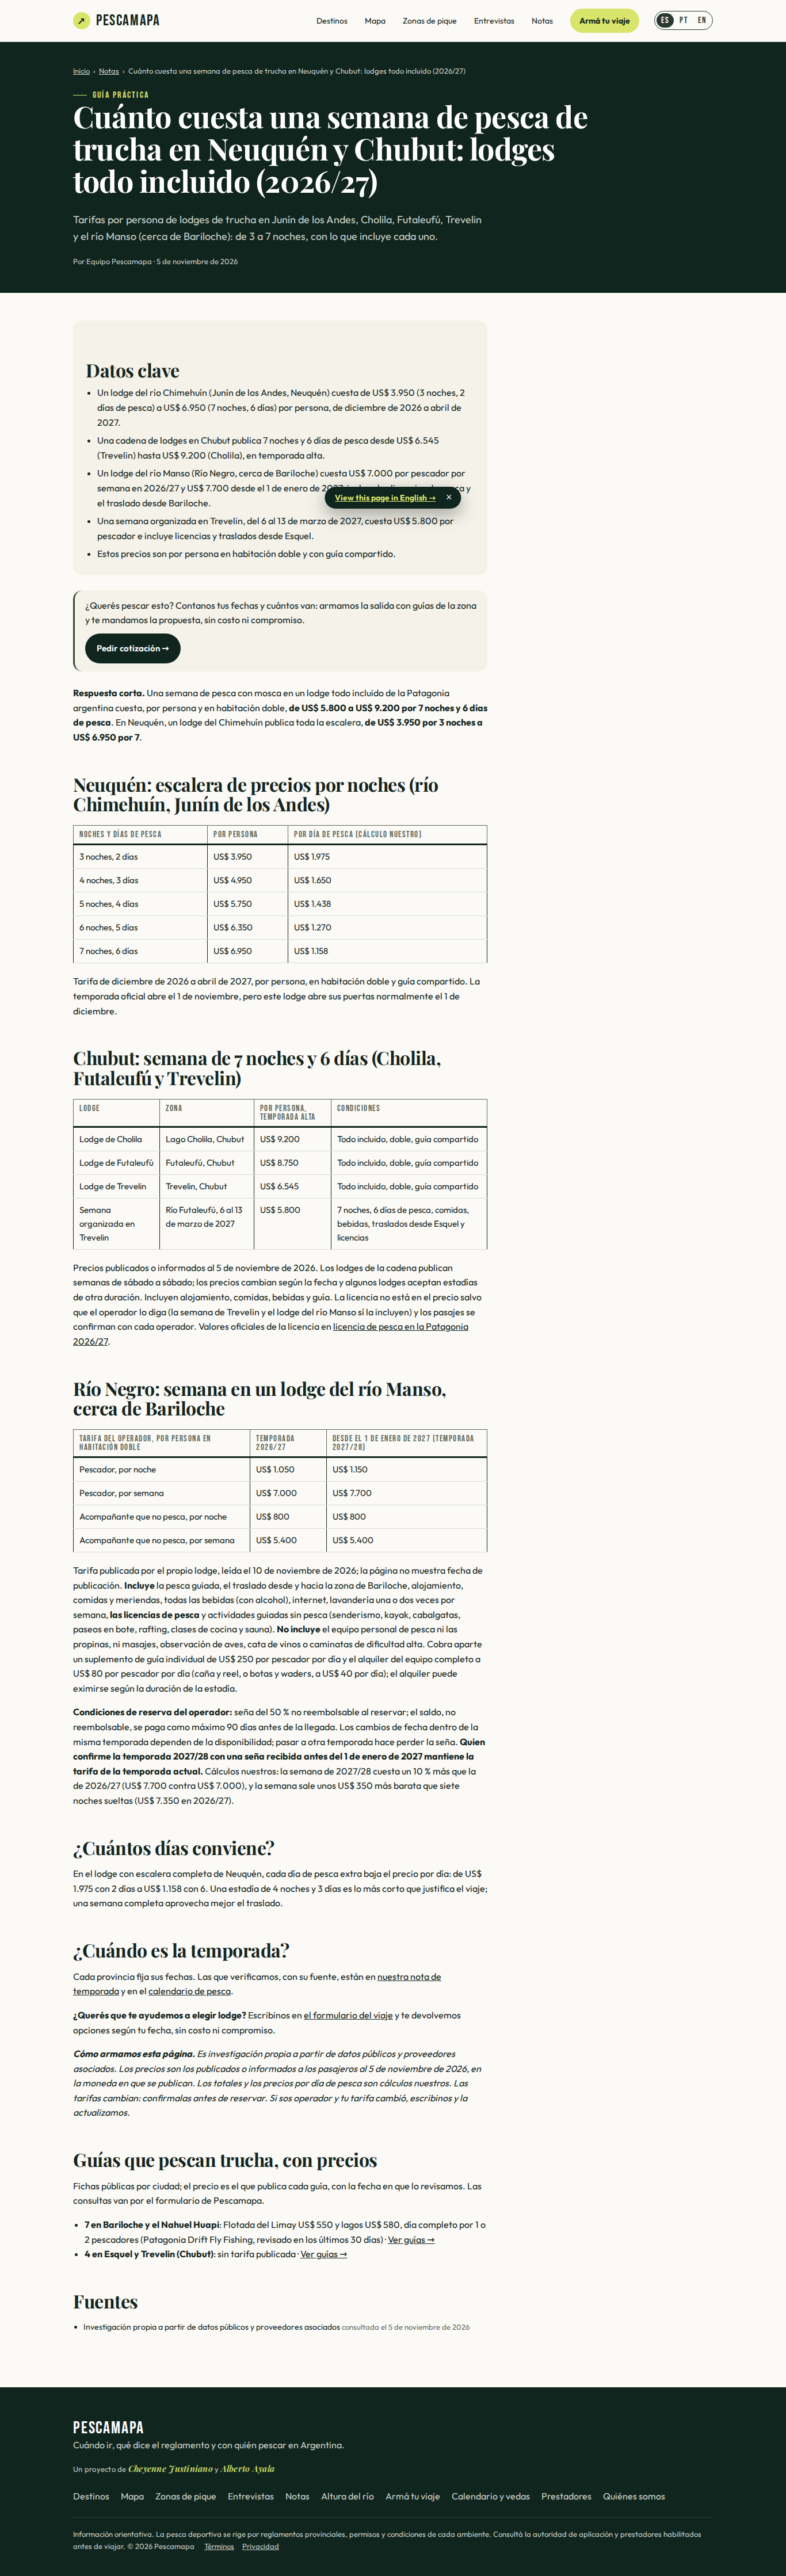 ↗ PESCAMAPA
Destinos Mapa Zonas de pique Entrevistas Notas Armá tu viaje ES PT EN
Inicio › Notas › Cuánto cuesta una semana de pesca de trucha en Neuquén y Chubut: lodges todo incluido (2026/27)
GUÍA PRÁCTICA
Cuánto cuesta una semana de pesca de
trucha en Neuquén y Chubut: lodges
todo incluido (2026/27)
Tarifas por persona de lodges de trucha en Junín de los Andes, Cholila, Futaleufú, Trevelin
y el río Manso (cerca de Bariloche): de 3 a 7 noches, con lo que incluye cada uno.
Por Equipo Pescamapa · 5 de noviembre de 2026
Datos clave
• Un lodge del río Chimehuín (Junín de los Andes, Neuquén) cuesta de US$ 3.950 (3 noches, 2
días de pesca) a US$ 6.950 (7 noches, 6 días) por persona, de diciembre de 2026 a abril de
2027.
• Una cadena de lodges en Chubut publica 7 noches y 6 días de pesca desde US$ 6.545
(Trevelin) hasta US$ 9.200 (Cholila), en temporada alta.
• Un lodge del río Manso (Río Negro, cerca de Bariloche) cuesta US$ 7.000 por pescador por
semana en 2026/27 y US$ 7.700 desde el 1 de enero de
el traslado desde Bariloche.
View this page in English → ×
• Una semana organizada en Trevelin, del 6 al 13 de marzo de 2027, cuesta US$ 5.800 por
pescador e incluye licencias y traslados desde Esquel.
• Estos precios son por persona en habitación doble y con guía compartido.
¿Querés pescar esto? Contanos tus fechas y cuántos van: armamos la salida con guías de la zona
y te mandamos la propuesta, sin costo ni compromiso.
Pedir cotización →
Respuesta corta. Una semana de pesca con mosca en un lodge todo incluido de la Patagonia
argentina cuesta, por persona y en habitación doble, de US$ 5.800 a US$ 9.200 por 7 noches y 6 días
de pesca. En Neuquén, un lodge del Chimehuín publica toda la escalera, de US$ 3.950 por 3 noches a
US$ 6.950 por 7.
Neuquén: escalera de precios por noches (río
Chimehuín, Junín de los Andes)
NOCHES Y DÍAS DE PESCA POR PERSONA POR DÍA DE PESCA (CÁLCULO NUESTRO)
3 noches, 2 días US$ 3.950 US$ 1.975
4 noches, 3 días US$ 4.950 US$ 1.650
5 noches, 4 días US$ 5.750 US$ 1.438
6 noches, 5 días US$ 6.350 US$ 1.270
7 noches, 6 días US$ 6.950 US$ 1.158
Tarifa de diciembre de 2026 a abril de 2027, por persona, en habitación doble y guía compartido. La
temporada oficial abre el 1 de noviembre, pero este lodge abre sus puertas normalmente el 1 de
diciembre.
Chubut: semana de 7 noches y 6 días (Cholila,
Futaleufú y Trevelin)
LODGE ZONA POR PERSONA, TEMPORADA ALTA CONDICIONES
Lodge de Cholila Lago Cholila, Chubut US$ 9.200 Todo incluido, doble, guía compartido
Lodge de Futaleufú Futaleufú, Chubut US$ 8.750 Todo incluido, doble, guía compartido
Lodge de Trevelin Trevelin, Chubut US$ 6.545 Todo incluido, doble, guía compartido
Semana organizada en Trevelin Río Futaleufú, 6 al 13 de marzo de 2027 US$ 5.800 7 noches, 6 días de pesca, comidas, bebidas, traslados desde Esquel y licencias
Precios publicados o informados al 5 de noviembre de 2026. Los lodges de la cadena publican
semanas de sábado a sábado; los precios cambian según la fecha y algunos lodges aceptan estadías
de otra duración. Incluyen alojamiento, comidas, bebidas y guía. La licencia no está en el precio salvo
que el operador lo diga (la semana de Trevelin y el lodge del río Manso sí la incluyen) y los pasajes se
confirman con cada operador. Valores oficiales de la licencia en licencia de pesca en la Patagonia
2026/27.
Río Negro: semana en un lodge del río Manso,
cerca de Bariloche
TARIFA DEL OPERADOR, POR PERSONA EN HABITACIÓN DOBLE TEMPORADA 2026/27 DESDE EL 1 DE ENERO DE 2027 (TEMPORADA 2027/28)
Pescador, por noche US$ 1.050 US$ 1.150
Pescador, por semana US$ 7.000 US$ 7.700
Acompañante que no pesca, por noche US$ 800 US$ 800
Acompañante que no pesca, por semana US$ 5.400 US$ 5.400
Tarifa publicada por el propio lodge, leída el 10 de noviembre de 2026; la página no muestra fecha de
publicación. Incluye la pesca guiada, el traslado desde y hacia la zona de Bariloche, alojamiento,
comidas y meriendas, todas las bebidas (con alcohol), internet, lavandería una o dos veces por
semana, las licencias de pesca y actividades guiadas sin pesca (senderismo, kayak, cabalgatas,
paseos en bote, rafting, clases de cocina y sauna). No incluye el equipo personal de pesca ni las
propinas, ni masajes, observación de aves, cata de vinos o caminatas de dificultad alta. Cobra aparte
un suplemento de guía individual de US$ 250 por pescador por día y el alquiler del equipo completo a
US$ 80 por pescador por día (caña y reel, o botas y waders, a US$ 40 por día); el alquiler puede
eximirse según la duración de la estadía.
Condiciones de reserva del operador: seña del 50 % no reembolsable al reservar; el saldo, no
reembolsable, se paga como máximo 90 días antes de la llegada. Los cambios de fecha dentro de la
misma temporada dependen de la disponibilidad; pasar a otra temporada hace perder la seña. Quien
confirme la temporada 2027/28 con una seña recibida antes del 1 de enero de 2027 mantiene la
tarifa de la temporada actual. Cálculos nuestros: la semana de 2027/28 cuesta un 10 % más que la
de 2026/27 (US$ 7.700 contra US$ 7.000), y la semana sale unos US$ 350 más barata que siete
noches sueltas (US$ 7.350 en 2026/27).
¿Cuántos días conviene?
En el lodge con escalera completa de Neuquén, cada día de pesca extra baja el precio por día: de US$
1.975 con 2 días a US$ 1.158 con 6. Una estadía de 4 noches y 3 días es lo más corto que justifica el viaje;
una semana completa aprovecha mejor el traslado.
¿Cuándo es la temporada?
Cada provincia fija sus fechas. Las que verificamos, con su fuente, están en nuestra nota de
temporada y en el calendario de pesca.
¿Querés que te ayudemos a elegir lodge? Escribinos en el formulario del viaje y te devolvemos
opciones según tu fecha, sin costo ni compromiso.
Cómo armamos esta página. Es investigación propia a partir de datos públicos y proveedores
asociados. Los precios son los publicados o informados a los pasajeros al 5 de noviembre de 2026, en
la moneda en que se publican. Los totales y los precios por día de pesca son cálculos nuestros. Las
tarifas cambian: confirmalas antes de reservar. Si sos operador y tu tarifa cambió, escribinos y la
actualizamos.
Guías que pescan trucha, con precios
Fichas públicas por ciudad; el precio es el que publica cada guía, con la fecha en que lo revisamos. Las
consultas van por el formulario de Pescamapa.
• 7 en Bariloche y el Nahuel Huapi: Flotada del Limay US$ 550 y lagos US$ 580, día completo por 1 o
2 pescadores (Patagonia Drift Fly Fishing, revisado en los últimos 30 días) · Ver guías →
• 4 en Esquel y Trevelin (Chubut): sin tarifa publicada · Ver guías →
Fuentes
• Investigación propia a partir de datos públicos y proveedores asociados consultada el 5 de noviembre de 2026
PESCAMAPA
Cuándo ir, qué dice el reglamento y con quién pescar en Argentina.
Un proyecto de Cheyenne Justiniano y Alberto Ayala
Destinos Mapa Zonas de pique Entrevistas Notas Altura del río Armá tu viaje Calendario y vedas Prestadores Quiénes somos
Información orientativa. La pesca deportiva se rige por reglamentos provinciales, permisos y condiciones de cada ambiente. Consultá la autoridad de aplicación y prestadores habilitados
antes de viajar. © 2026 Pescamapa Términos Privacidad